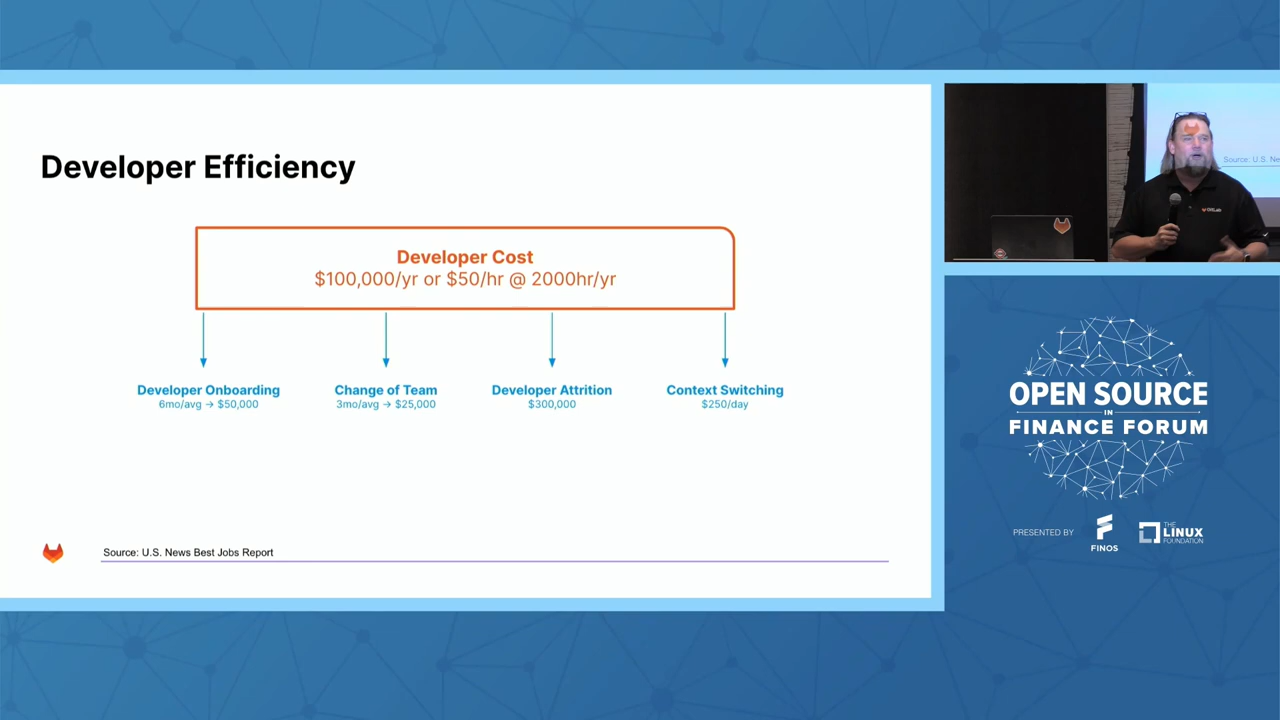 Developer Efficiency
Developer Cost
$100,000/yr or $50/hr @ 2000hr/yr
Developer Onboarding
6mo/avg → $50,000
Change of Team
3mo/avg → $25,000
Developer Attrition
$300,000
Context Switching
$250/day
Source: U.S. News Best Jobs Report
Source: U.S. Ne
OPEN SOURCE
IN
FINANCE FORUM
PRESENTED BY
FINOS
THE
LINUX
FOUNDATION